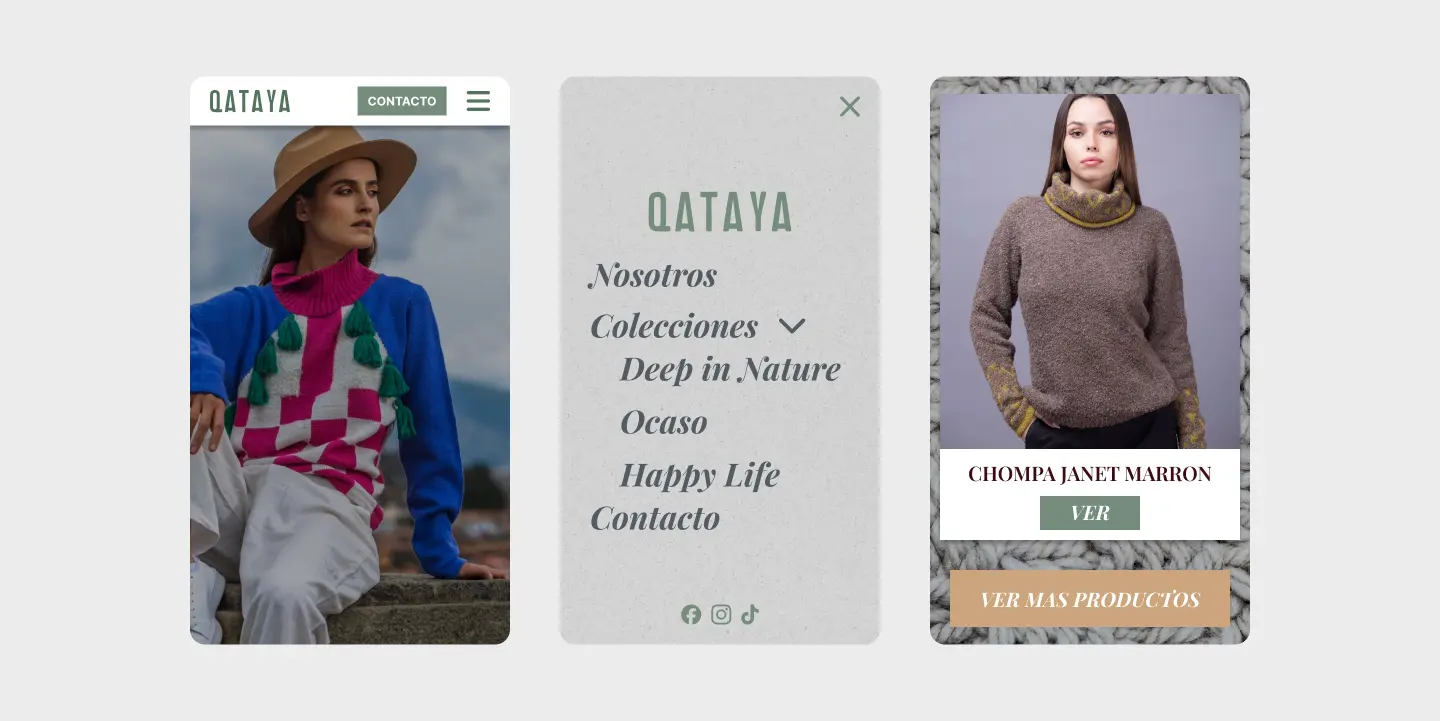 QATAYA
CONTACTO
QATAYA
Nosotros
Colecciones
Deep in Nature
Ocaso
Happy Life
Contacto
CHOMPA JANET MARRON
VER
VER MAS PRODUCTOS